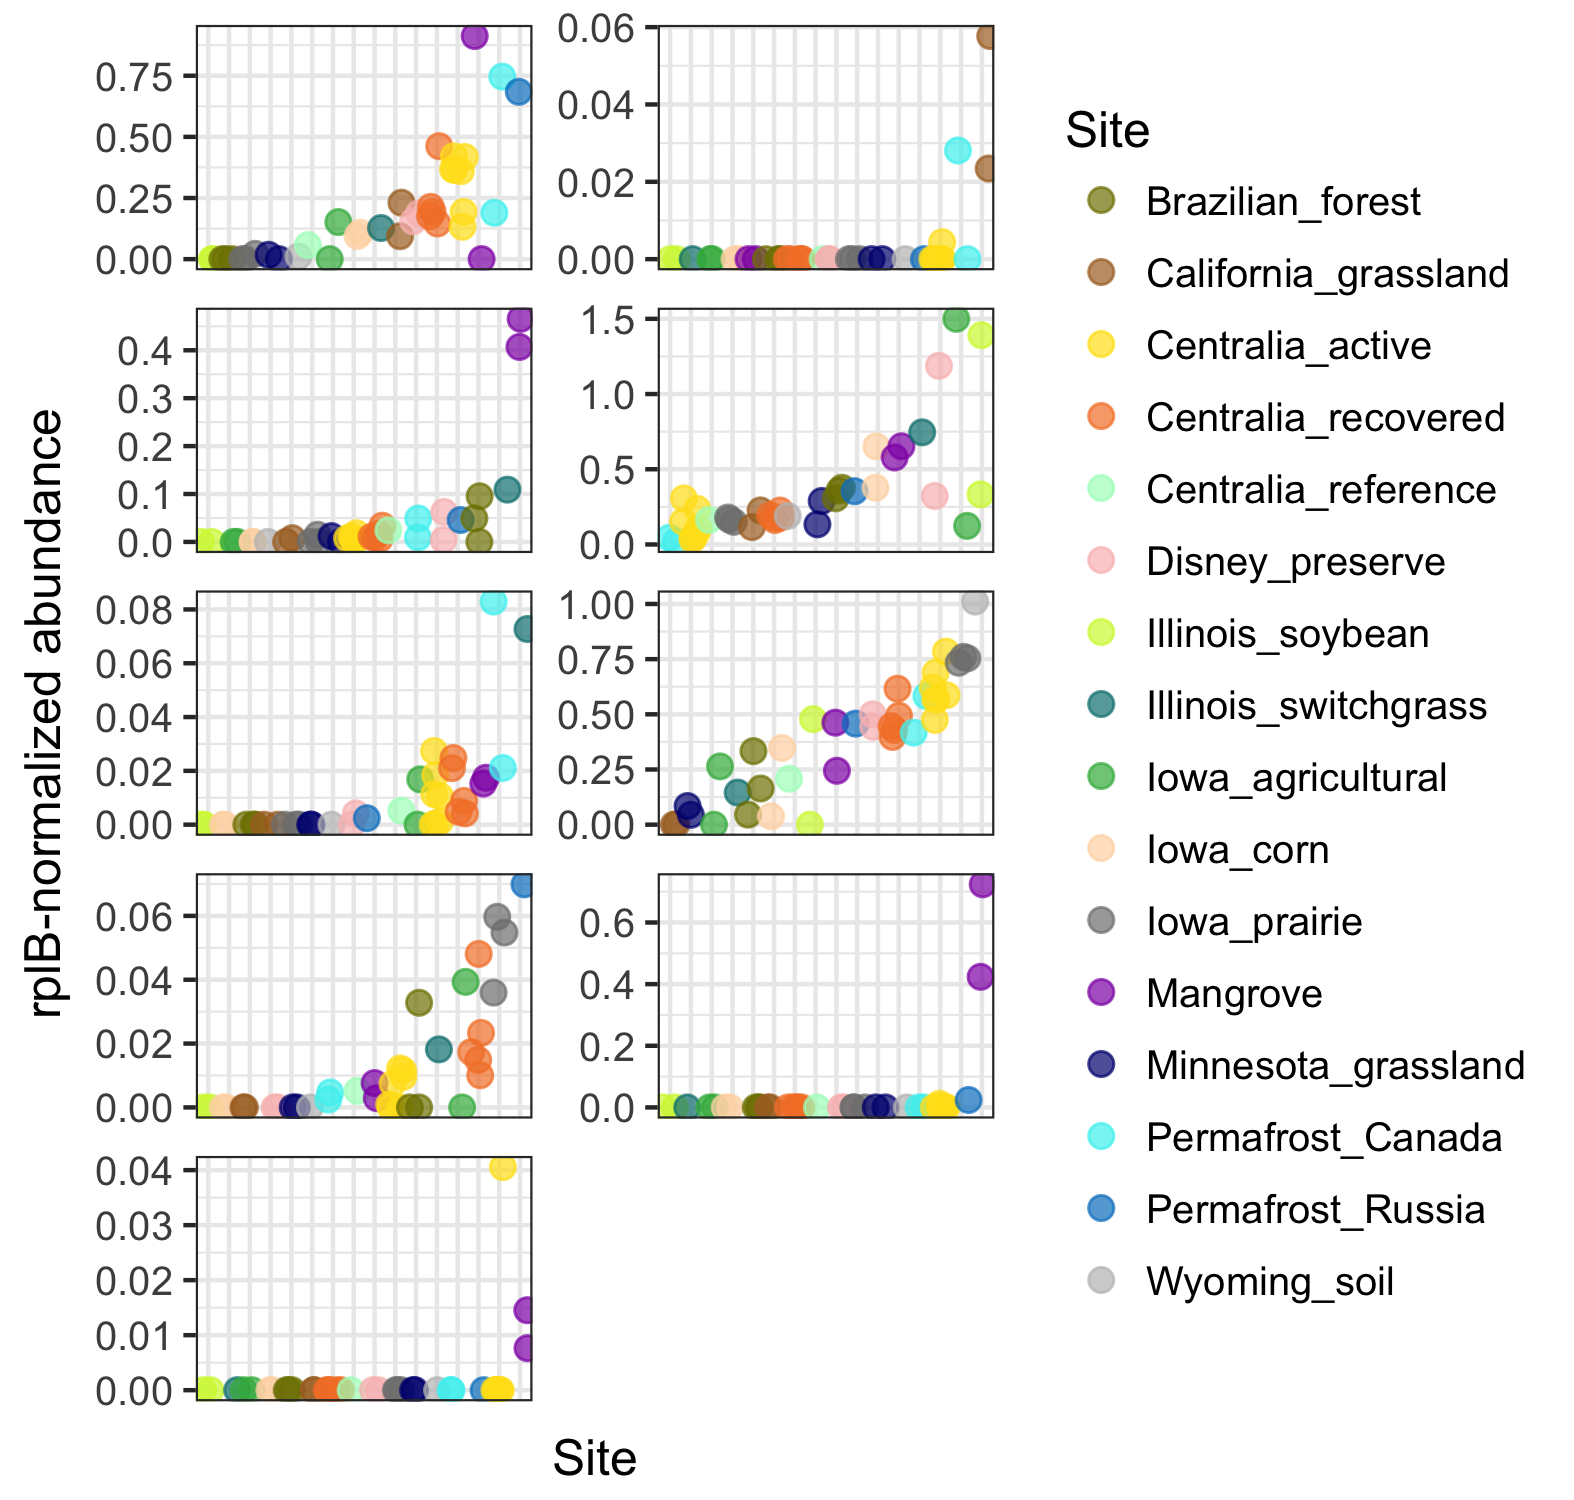 rplB-normalized abundance
0.75
0.50
0.25
0.00
0.06
0.04
0.02
0.00
0.4
0.3
0.2
0.1
0.0
1.5
1.0
0.5
0.0
0.08
0.06
0.04
0.02
0.00
1.00
0.75
0.50
0.25
0.00
0.06
0.04
0.02
0.00
0.6
0.4
0.2
0.0
0.04
0.03
0.02
0.01
0.00
Site
Site
Brazilian_forest
California_grassland
Centralia_active
Centralia_recovered
Centralia_reference
Disney_preserve
Illinois_soybean
Illinois_switchgrass
Iowa_agricultural
Iowa_corn
Iowa_prairie
Mangrove
Minnesota_grassland
Permafrost_Canada
Permafrost_Russia
Wyoming_soil